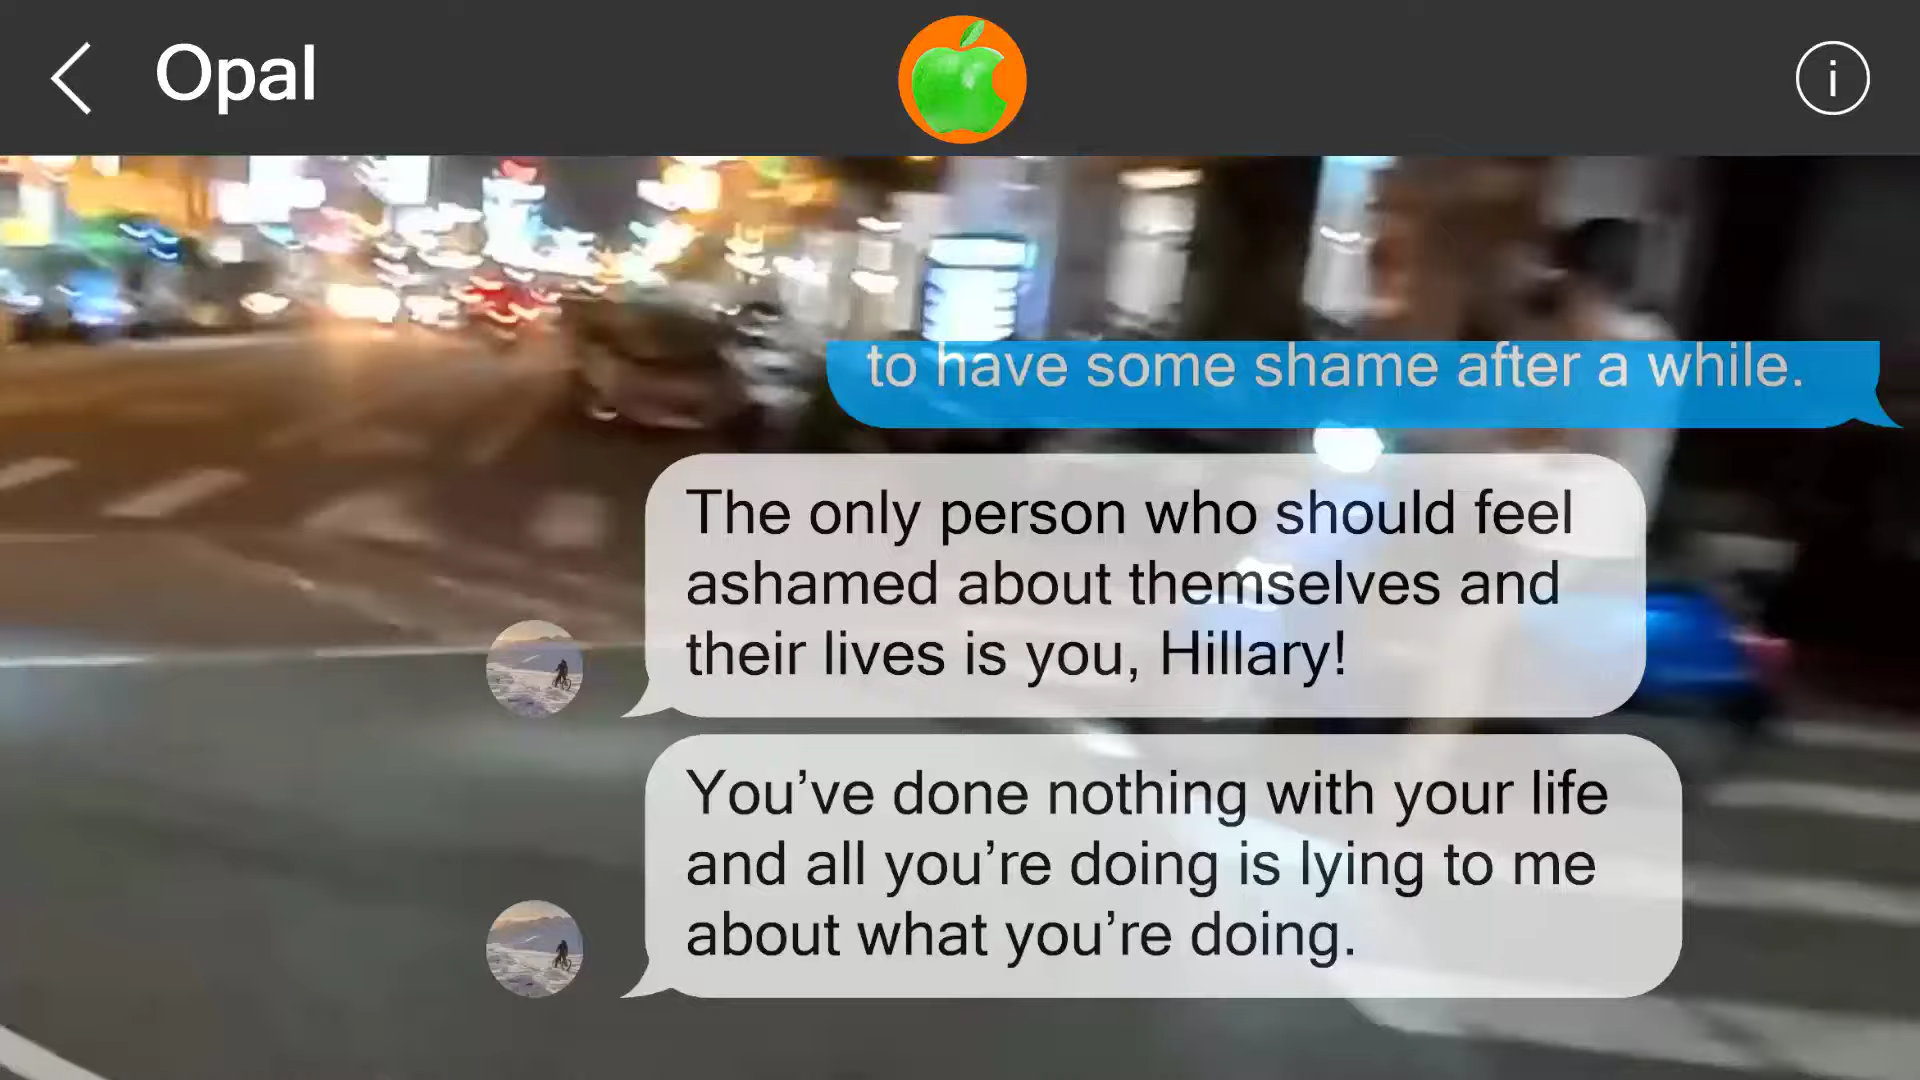 Opal
i
to have some shame after a while.
The only person who should feel
ashamed about themselves and
their lives is you, Hillary!
You’ve done nothing with your life
and all you’re doing is lying to me
about what you’re doing.